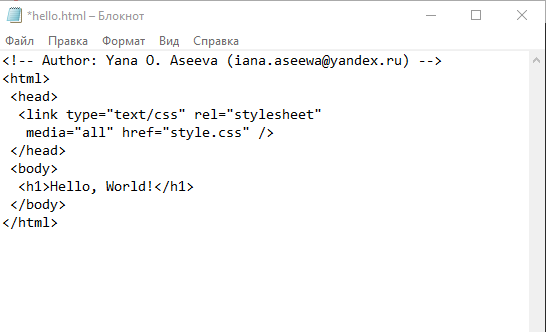 *hello.html – Блокнот
Файл Правка Формат Вид Справка
<!-- Author: Yana O. Aseeva (iana.aseewa@yandex.ru) -->
<html>
 <head>
  <link type="text/css" rel="stylesheet"
   media="all" href="style.css" />
 </head>
 <body>
  <h1>Hello, World!</h1>
 </body>
</html>